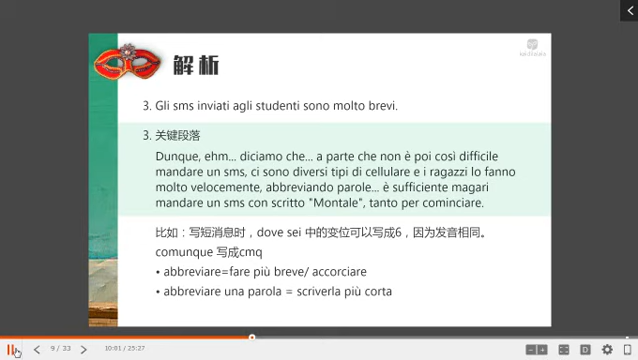 解析
3. Gli sms inviati agli studenti sono molto brevi.
3. 关键段落
Dunque, ehm... diciamo che... a parte che non è poi così difficile
mandare un sms, ci sono diversi tipi di cellulare e i ragazzi lo fanno
molto velocemente, abbreviando parole... è sufficiente magari
mandare un sms con scritto "Montale", tanto per cominciare.
比如：写短消息时，dove sei 中的变位可以写成6，因为发音相同。
comunque 写成cmq
• abbreviare=fare più breve/ accorciare
• abbreviare una parola = scriverla più corta
9 / 33
10:01 / 25:27
D